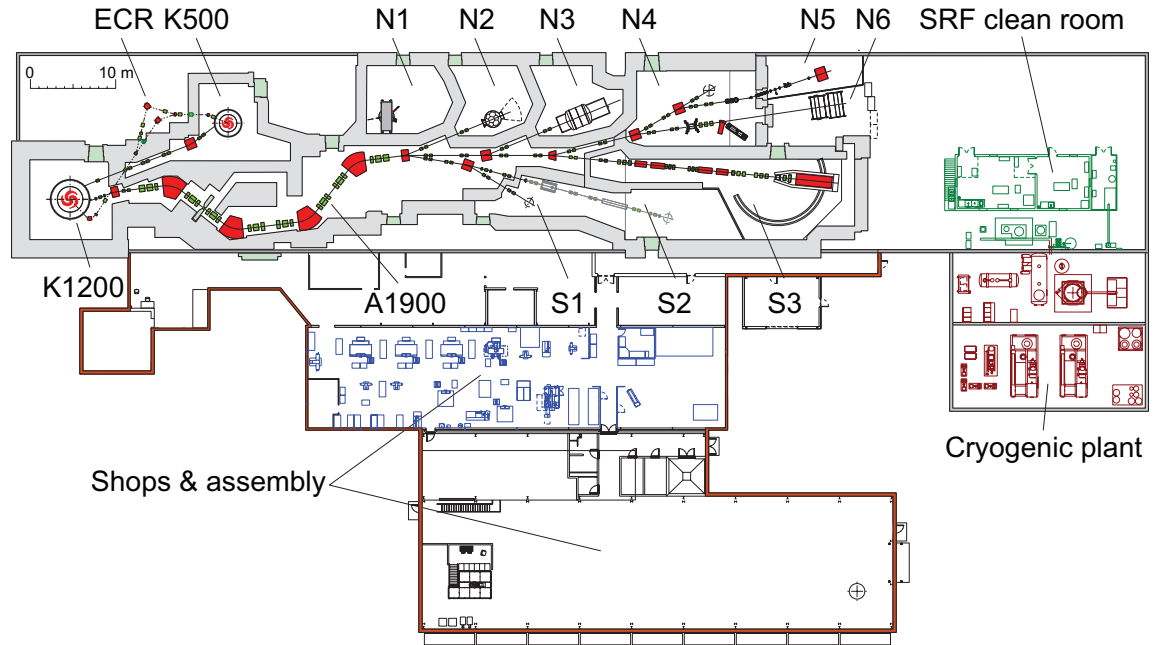 ECR K500 N1 N2 N3 N4 N5 N6 SRF clean room
0 10 m
K1200 A1900 S1 S2 S3
Cryogenic plant
Shops & assembly